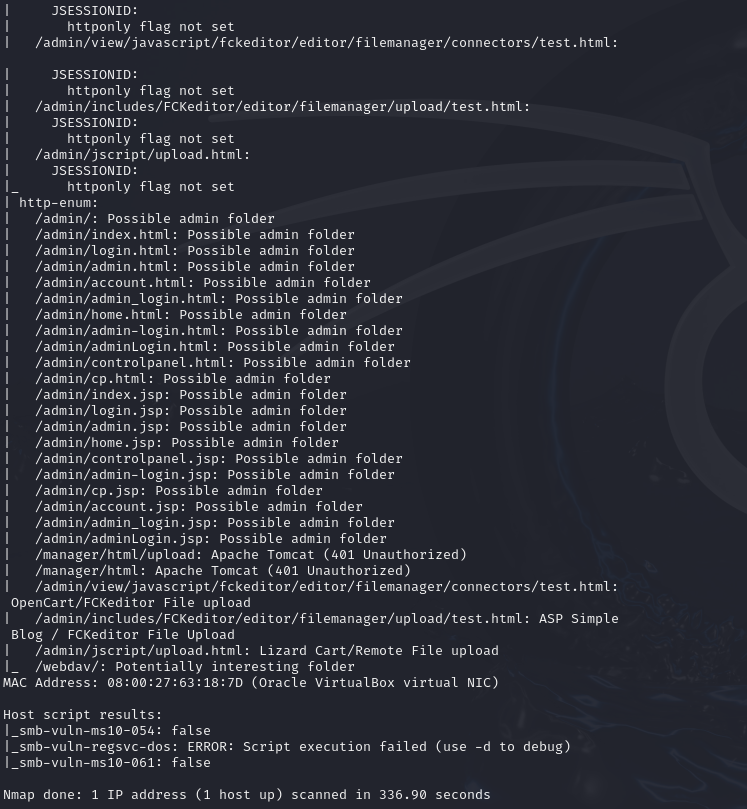 |     JSESSIONID:
|       httponly flag not set
|   /admin/view/javascript/fckeditor/editor/filemanager/connectors/test.html:
|     JSESSIONID:
|       httponly flag not set
|   /admin/includes/FCKeditor/editor/filemanager/upload/test.html:
|     JSESSIONID:
|       httponly flag not set
|   /admin/jscript/upload.html:
|     JSESSIONID:
|_      httponly flag not set
| http-enum:
|   /admin/: Possible admin folder
|   /admin/index.html: Possible admin folder
|   /admin/login.html: Possible admin folder
|   /admin/admin.html: Possible admin folder
|   /admin/account.html: Possible admin folder
|   /admin/admin_login.html: Possible admin folder
|   /admin/home.html: Possible admin folder
|   /admin/admin-login.html: Possible admin folder
|   /admin/adminLogin.html: Possible admin folder
|   /admin/controlpanel.html: Possible admin folder
|   /admin/cp.html: Possible admin folder
|   /admin/index.jsp: Possible admin folder
|   /admin/login.jsp: Possible admin folder
|   /admin/admin.jsp: Possible admin folder
|   /admin/home.jsp: Possible admin folder
|   /admin/controlpanel.jsp: Possible admin folder
|   /admin/admin-login.jsp: Possible admin folder
|   /admin/cp.jsp: Possible admin folder
|   /admin/account.jsp: Possible admin folder
|   /admin/admin_login.jsp: Possible admin folder
|   /admin/adminLogin.jsp: Possible admin folder
|   /manager/html/upload: Apache Tomcat (401 Unauthorized)
|   /manager/html: Apache Tomcat (401 Unauthorized)
|   /admin/view/javascript/fckeditor/editor/filemanager/connectors/test.html:
 OpenCart/FCKeditor File upload
|   /admin/includes/FCKeditor/editor/filemanager/upload/test.html: ASP Simple
 Blog / FCKeditor File Upload
|   /admin/jscript/upload.html: Lizard Cart/Remote File upload
|_  /webdav/: Potentially interesting folder
MAC Address: 08:00:27:63:18:7D (Oracle VirtualBox virtual NIC)

Host script results:
|_smb-vuln-ms10-054: false
|_smb-vuln-regsvc-dos: ERROR: Script execution failed (use -d to debug)
|_smb-vuln-ms10-061: false

Nmap done: 1 IP address (1 host up) scanned in 336.90 seconds